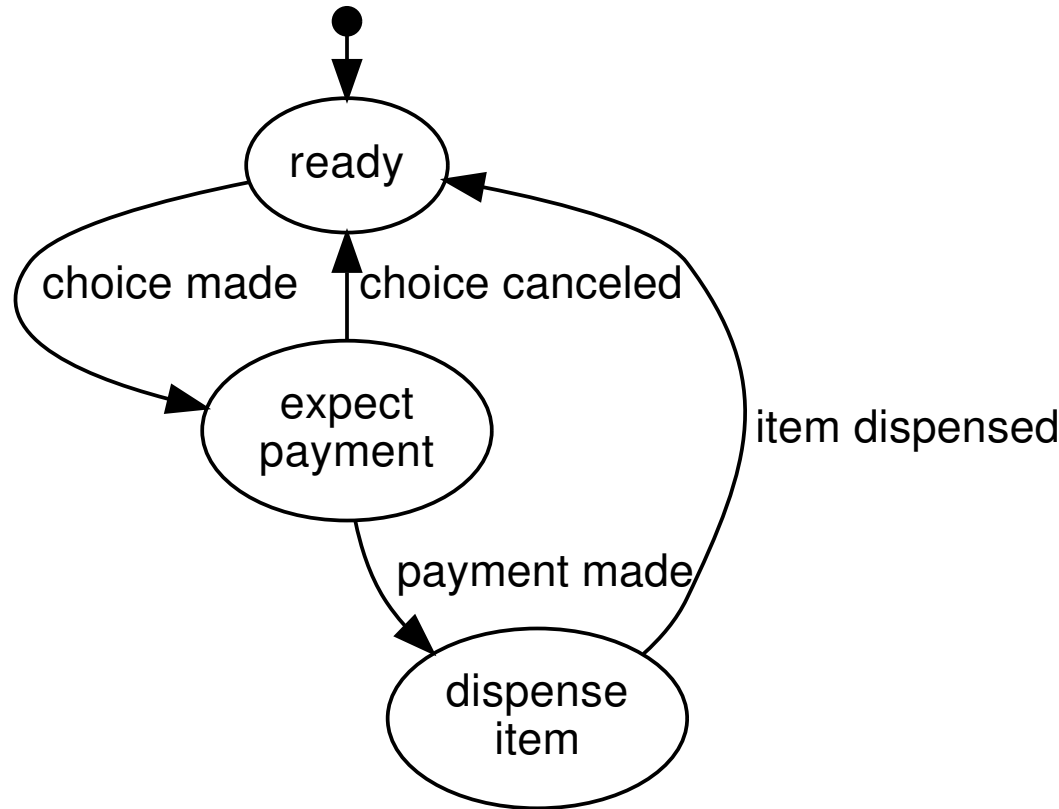 ready
choice made
choice canceled
expect
payment
item dispensed
payment made
dispense
item